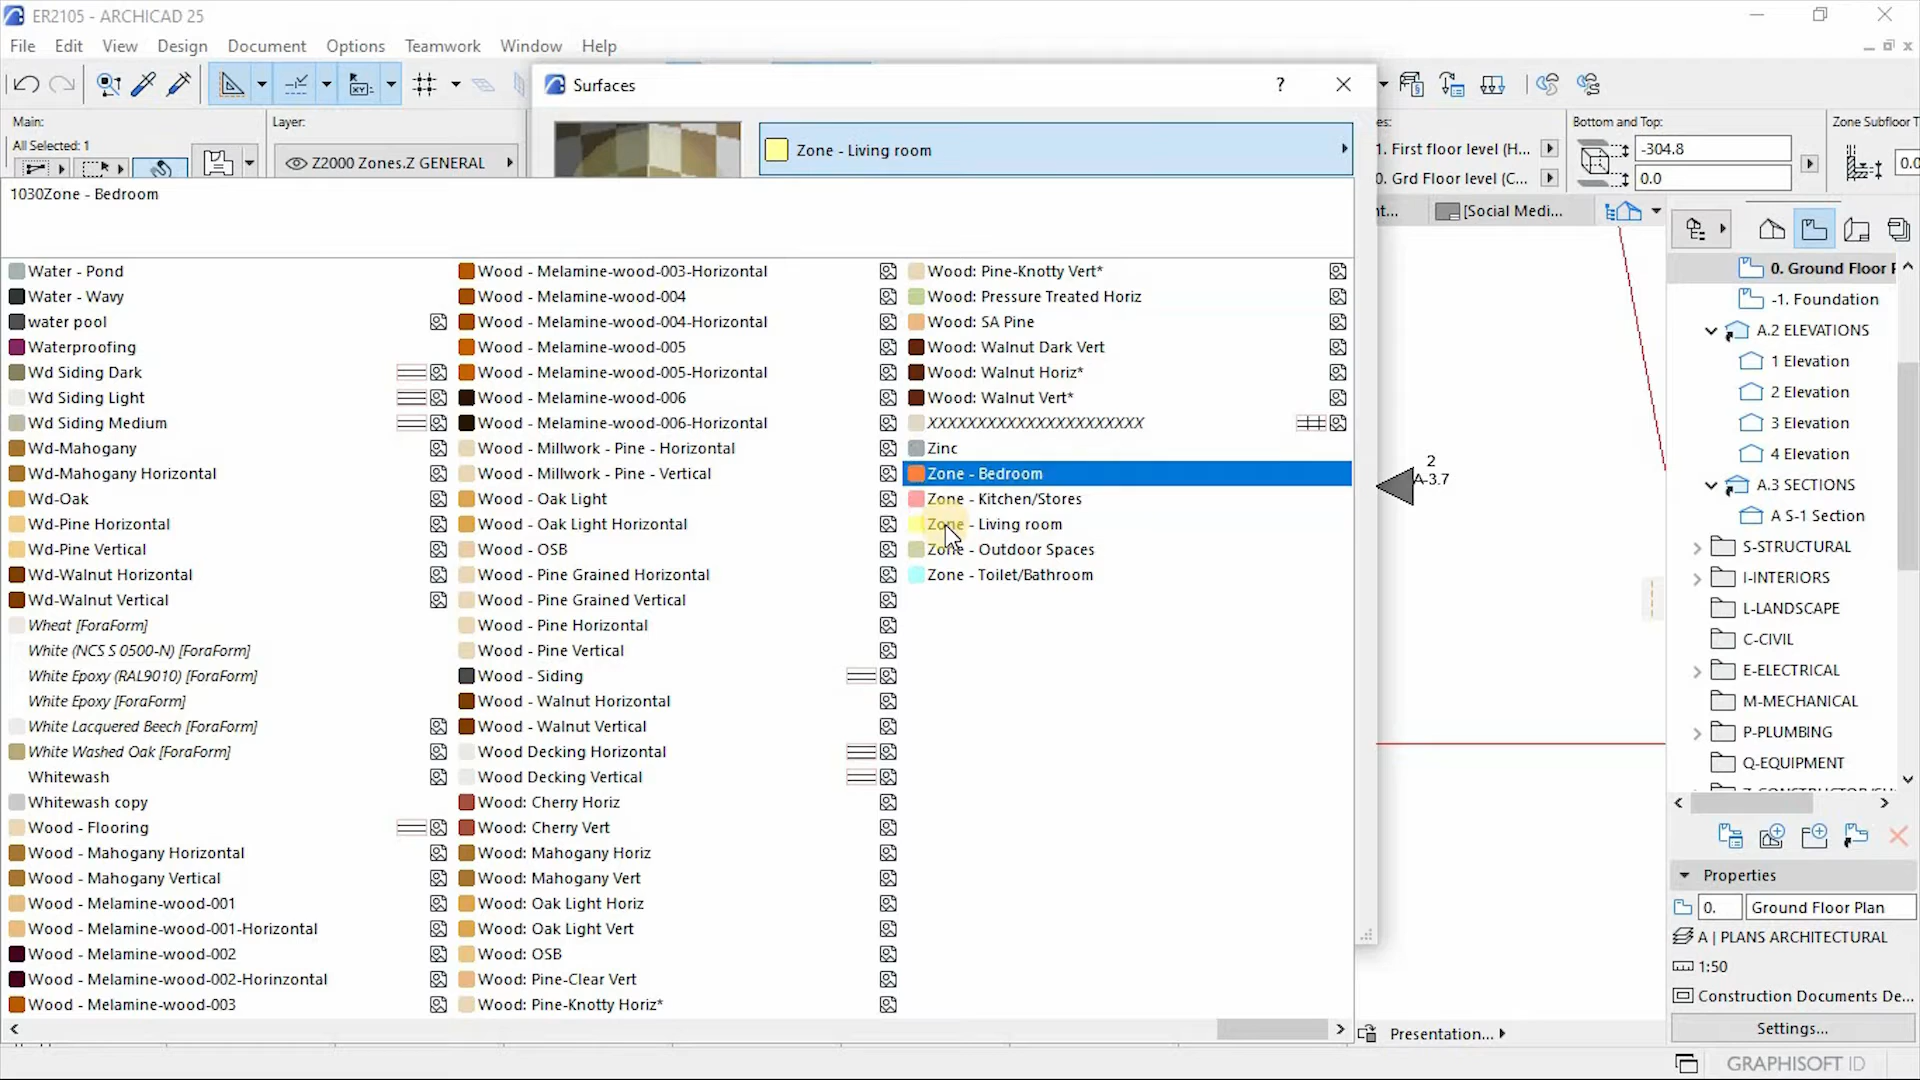 ER2105 - ARCHICAD 25
File Edit View Design Document Options Teamwork Window Help
Surfaces
?
Main:
All Selected: 1
Layer:
Z2000 Zones.Z GENERAL
Zone - Living room
es:
1. First floor level (H...
0. Grd Floor level (C...
Bottom and Top:
-304.8
0.0
Zone Subfloor T
0.0
nt...
[Social Medi...
1030Zone - Bedroom
Water - Pond
Water - Wavy
water pool
Waterproofing
Wd Siding Dark
Wd Siding Light
Wd Siding Medium
Wd-Mahogany
Wd-Mahogany Horizontal
Wd-Oak
Wd-Pine Horizontal
Wd-Pine Vertical
Wd-Walnut Horizontal
Wd-Walnut Vertical
Wheat [ForaForm]
White (NCS S 0500-N) [ForaForm]
White Epoxy (RAL9010) [ForaForm]
White Epoxy [ForaForm]
White Lacquered Beech [ForaForm]
White Washed Oak [ForaForm]
Whitewash
Whitewash copy
Wood - Flooring
Wood - Mahogany Horizontal
Wood - Mahogany Vertical
Wood - Melamine-wood-001
Wood - Melamine-wood-001-Horizontal
Wood - Melamine-wood-002
Wood - Melamine-wood-002-Horinzontal
Wood - Melamine-wood-003
Wood - Melamine-wood-003-Horizontal
Wood - Melamine-wood-004
Wood - Melamine-wood-004-Horizontal
Wood - Melamine-wood-005
Wood - Melamine-wood-005-Horizontal
Wood - Melamine-wood-006
Wood - Melamine-wood-006-Horizontal
Wood - Millwork - Pine - Horizontal
Wood - Millwork - Pine - Vertical
Wood - Oak Light
Wood - Oak Light Horizontal
Wood - OSB
Wood - Pine Grained Horizontal
Wood - Pine Grained Vertical
Wood - Pine Horizontal
Wood - Pine Vertical
Wood - Siding
Wood - Walnut Horizontal
Wood - Walnut Vertical
Wood Decking Horizontal
Wood Decking Vertical
Wood: Cherry Horiz
Wood: Cherry Vert
Wood: Mahogany Horiz
Wood: Mahogany Vert
Wood: Oak Light Horiz
Wood: Oak Light Vert
Wood: OSB
Wood: Pine-Clear Vert
Wood: Pine-Knotty Horiz*
Wood: Pine-Knotty Vert*
Wood: Pressure Treated Horiz
Wood: SA Pine
Wood: Walnut Dark Vert
Wood: Walnut Horiz*
Wood: Walnut Vert*
XXXXXXXXXXXXXXXXXXXXX
Zinc
Zone - Bedroom
Zone - Kitchen/Stores
Zone - Living room
Zone - Outdoor Spaces
Zone - Toilet/Bathroom
2
A-3.7
0. Ground Floor P
-1. Foundation
A.2 ELEVATIONS
1 Elevation
2 Elevation
3 Elevation
4 Elevation
A.3 SECTIONS
A S-1 Section
S-STRUCTURAL
I-INTERIORS
L-LANDSCAPE
C-CIVIL
E-ELECTRICAL
M-MECHANICAL
P-PLUMBING
Q-EQUIPMENT
Properties
0.
Ground Floor Plan
A | PLANS ARCHITECTURAL
1:50
Construction Documents De...
Settings...
Presentation...
GRAPHISOFT ID